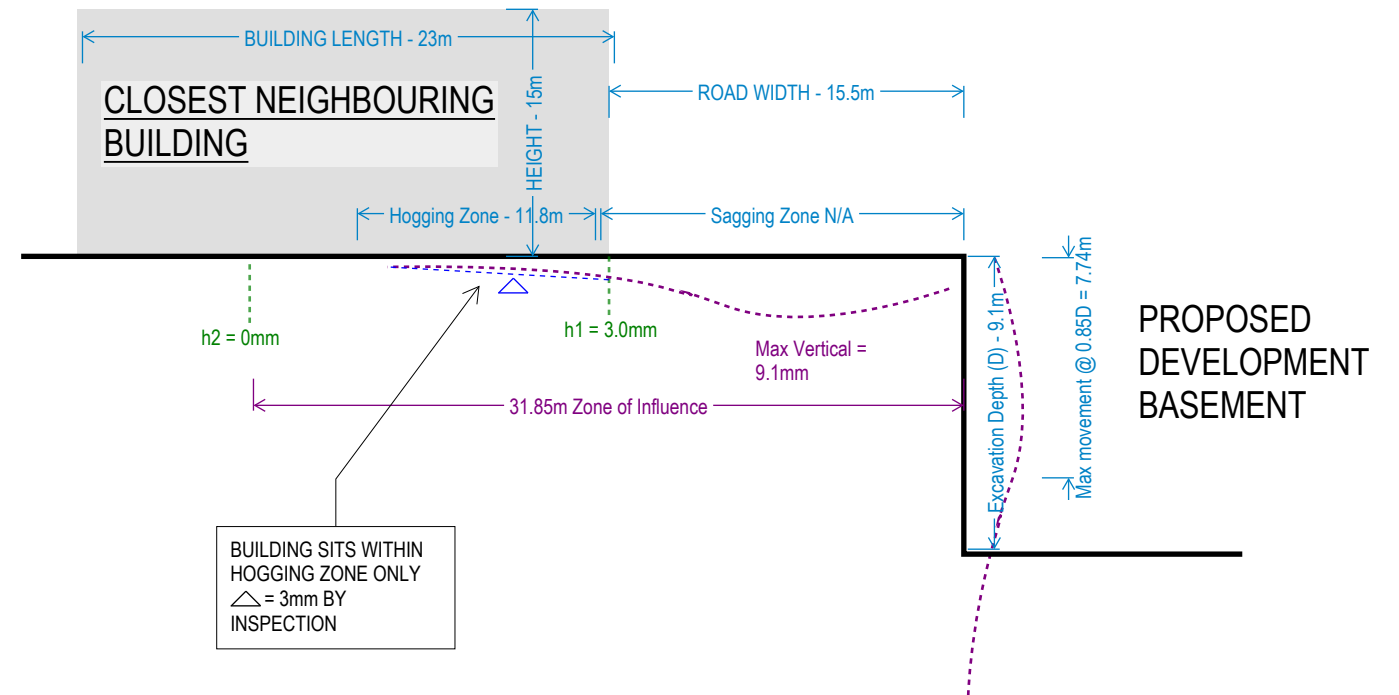 BUILDING LENGTH - 23m
CLOSEST NEIGHBOURING
BUILDING
HEIGHT - 15m
ROAD WIDTH - 15.5m
Hogging Zone - 11.8m
Sagging Zone N/A
h2 = 0mm
h1 = 3.0mm
Max Vertical =
9.1mm
31.85m Zone of Influence
Excavation Depth (D) - 9.1m
Max movement @ 0.85D = 7.74m
PROPOSED
DEVELOPMENT
BASEMENT
BUILDING SITS WITHIN
HOGGING ZONE ONLY
△ = 3mm BY
INSPECTION